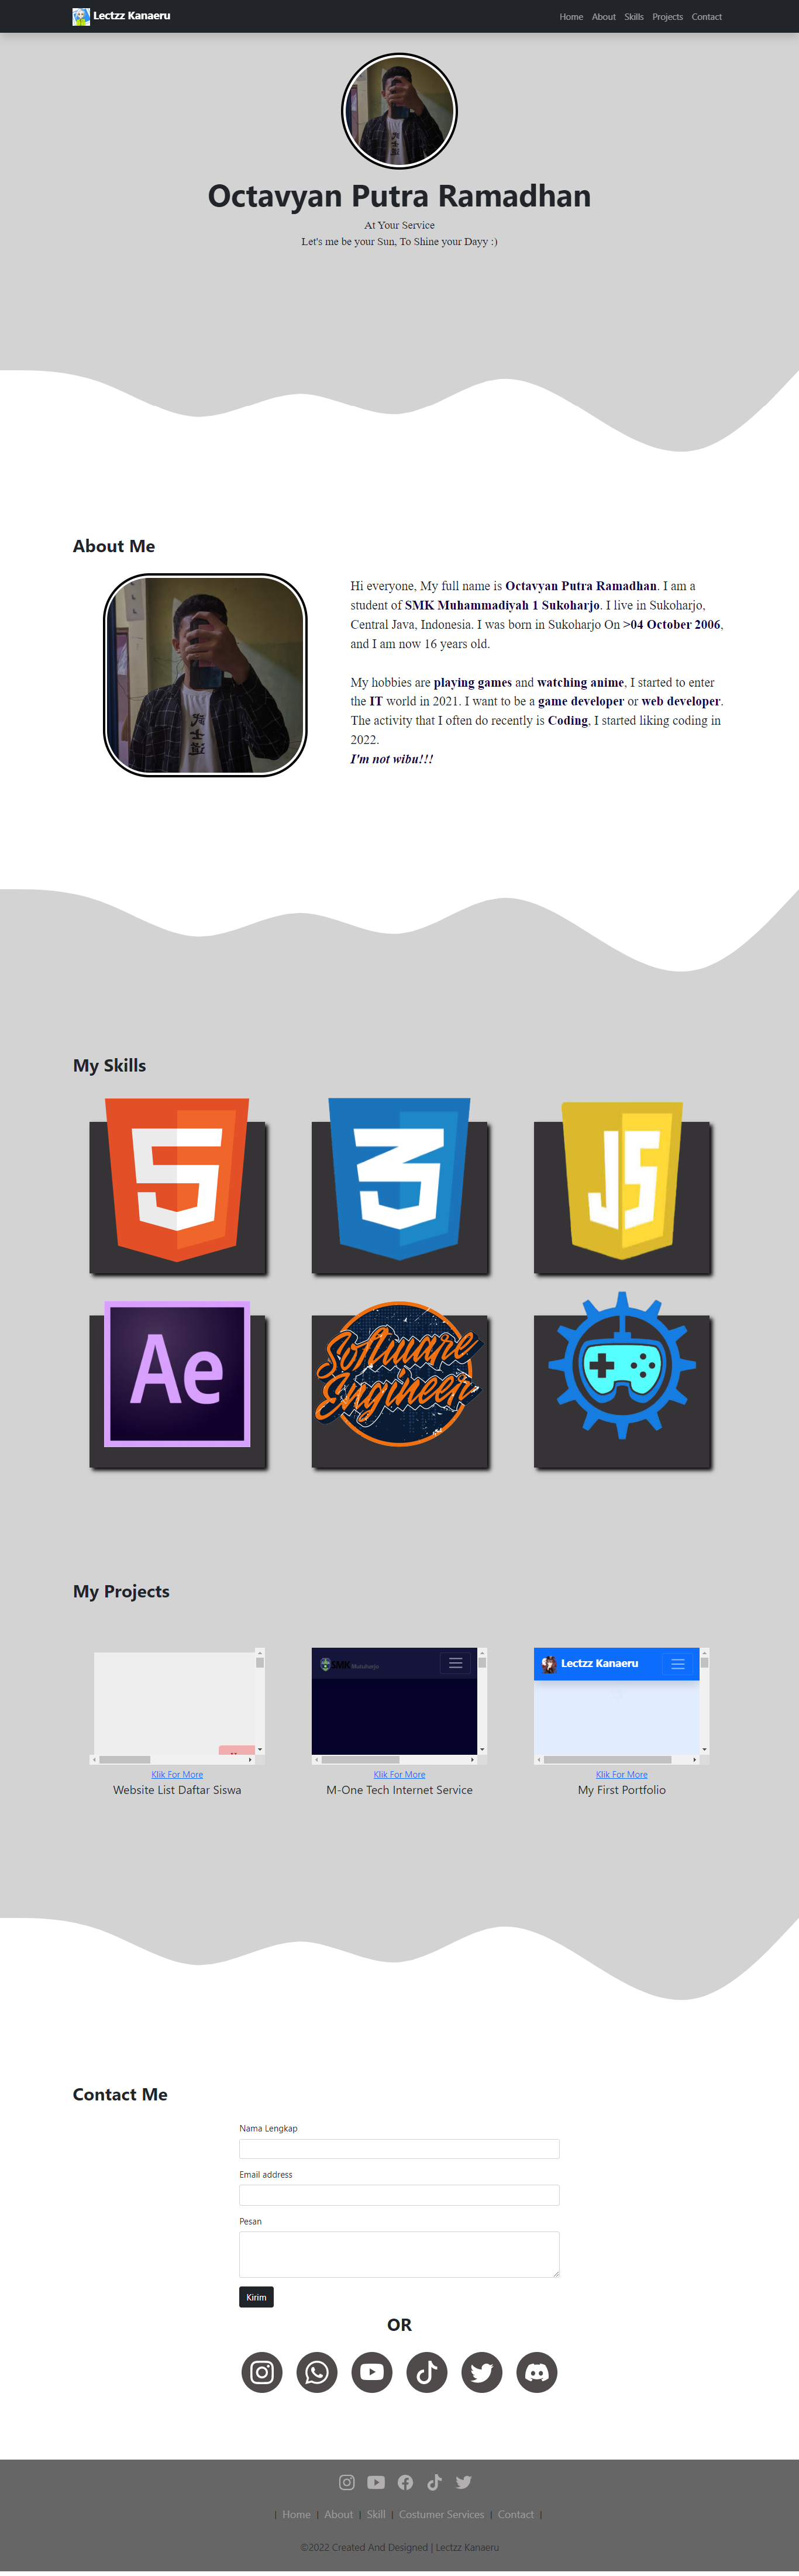 Lectzz Kanaeru
Home About Skills Projects Contact
Octavyan Putra Ramadhan
At Your Service
Let's me be your Sun, To Shine your Dayy :)
About Me
Hi everyone, My full name is Octavyan Putra Ramadhan. I am a
student of SMK Muhammadiyah 1 Sukoharjo. I live in Sukoharjo,
Central Java, Indonesia. I was born in Sukoharjo On >04 October 2006,
and I am now 16 years old.
My hobbies are playing games and watching anime, I started to enter
the IT world in 2021. I want to be a game developer or web developer.
The activity that I often do recently is Coding, I started liking coding in
2022.
I'm not wibu!!!
武士道
My Skills
5
3
JS
Ae
Software
Engineer
My Projects
SMK Mutuharjo
Lectzz Kanaeru
Klik For More
Klik For More
Klik For More
Website List Daftar Siswa
M-One Tech Internet Service
My First Portfolio
Contact Me
Nama Lengkap
Email address
Pesan
Kirim
OR
| Home | About | Skill | Costumer Services | Contact |
©2022 Created And Designed | Lectzz Kanaeru